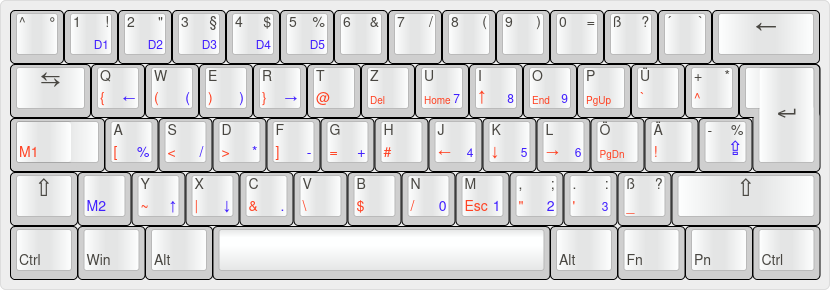 ^ ° 1 ! D1 2 " D2 3 § D3 4 $ D4 5 % D5 6 & 7 / 8 ( 9 ) 0 = ß ? ´ ` ←
⇆ Q { ← W ( ( E ) ) R } → T @ Z Del U Home 7 I ↑ 8 O End 9 P PgUp Ü ` + * ^ ↵
M1 A [ % S < / D > * F ] - G = + H # J ← 4 K ↓ 5 L → 6 Ö PgDn Ä ! - % ⇪
⇧ M2 Y ~ ↑ X | ↓ C & . V \ B $ N / 0 M Esc 1 , ; " 2 . : ' 3 ß ? _ ⇧
Ctrl Win Alt Alt Fn Pn Ctrl